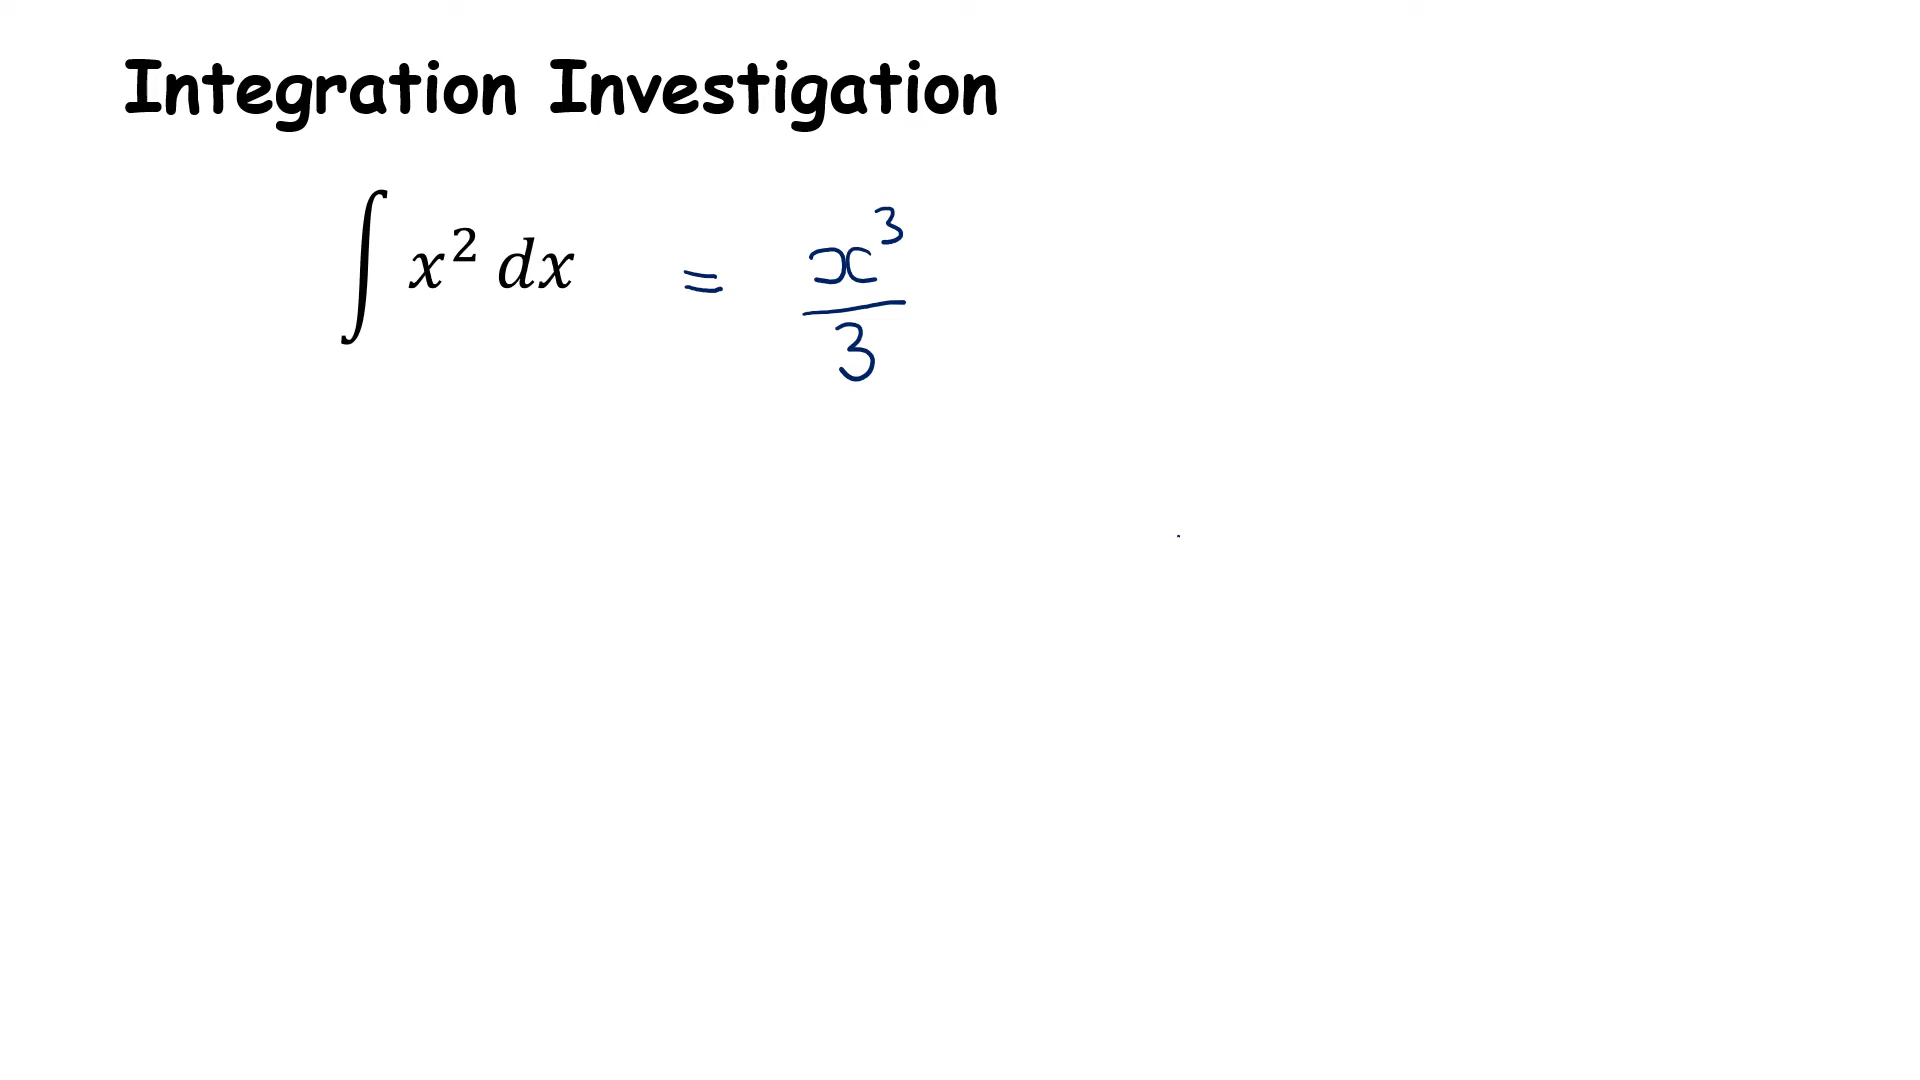 Integration Investigation
∫ x² dx = x³/3